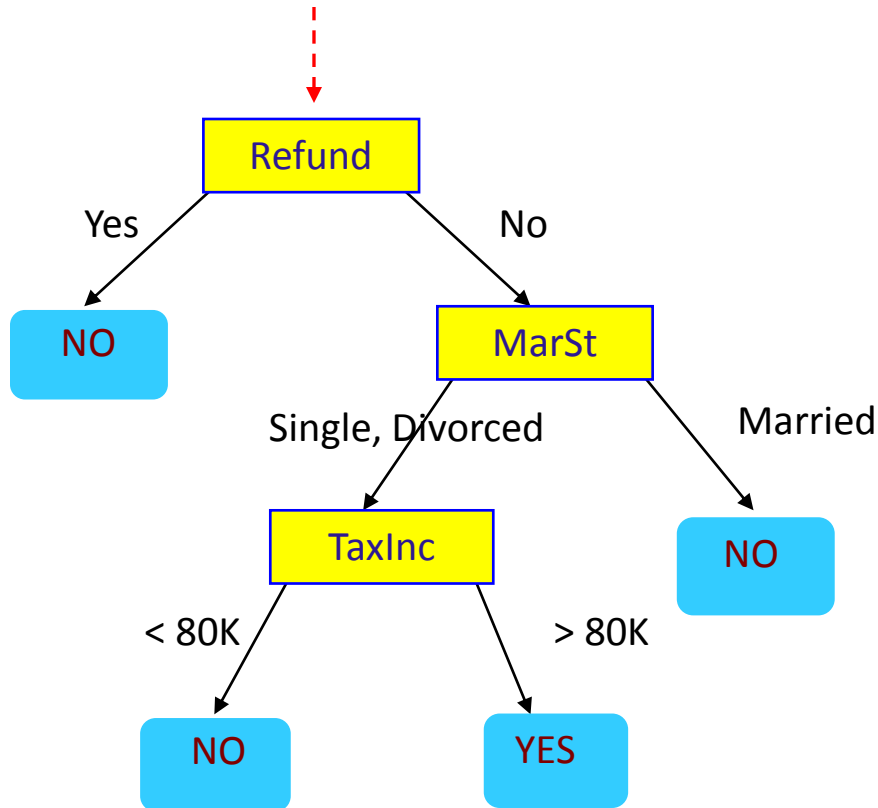 Refund
Yes
No
NO
MarSt
Single, Divorced
Married
TaxInc
NO
< 80K
> 80K
NO
YES